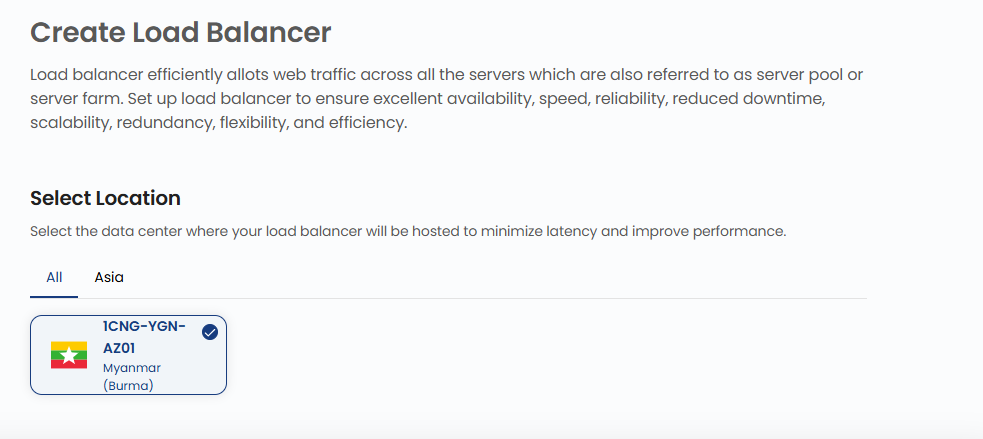 Create Load Balancer
Load balancer efficiently allots web traffic across all the servers which are also referred to as server pool or
server farm. Set up load balancer to ensure excellent availability, speed, reliability, reduced downtime,
scalability, redundancy, flexibility, and efficiency.
Select Location
Select the data center where your load balancer will be hosted to minimize latency and improve performance.
All Asia
1CNG-YGN-
AZ01
Myanmar
(Burma)